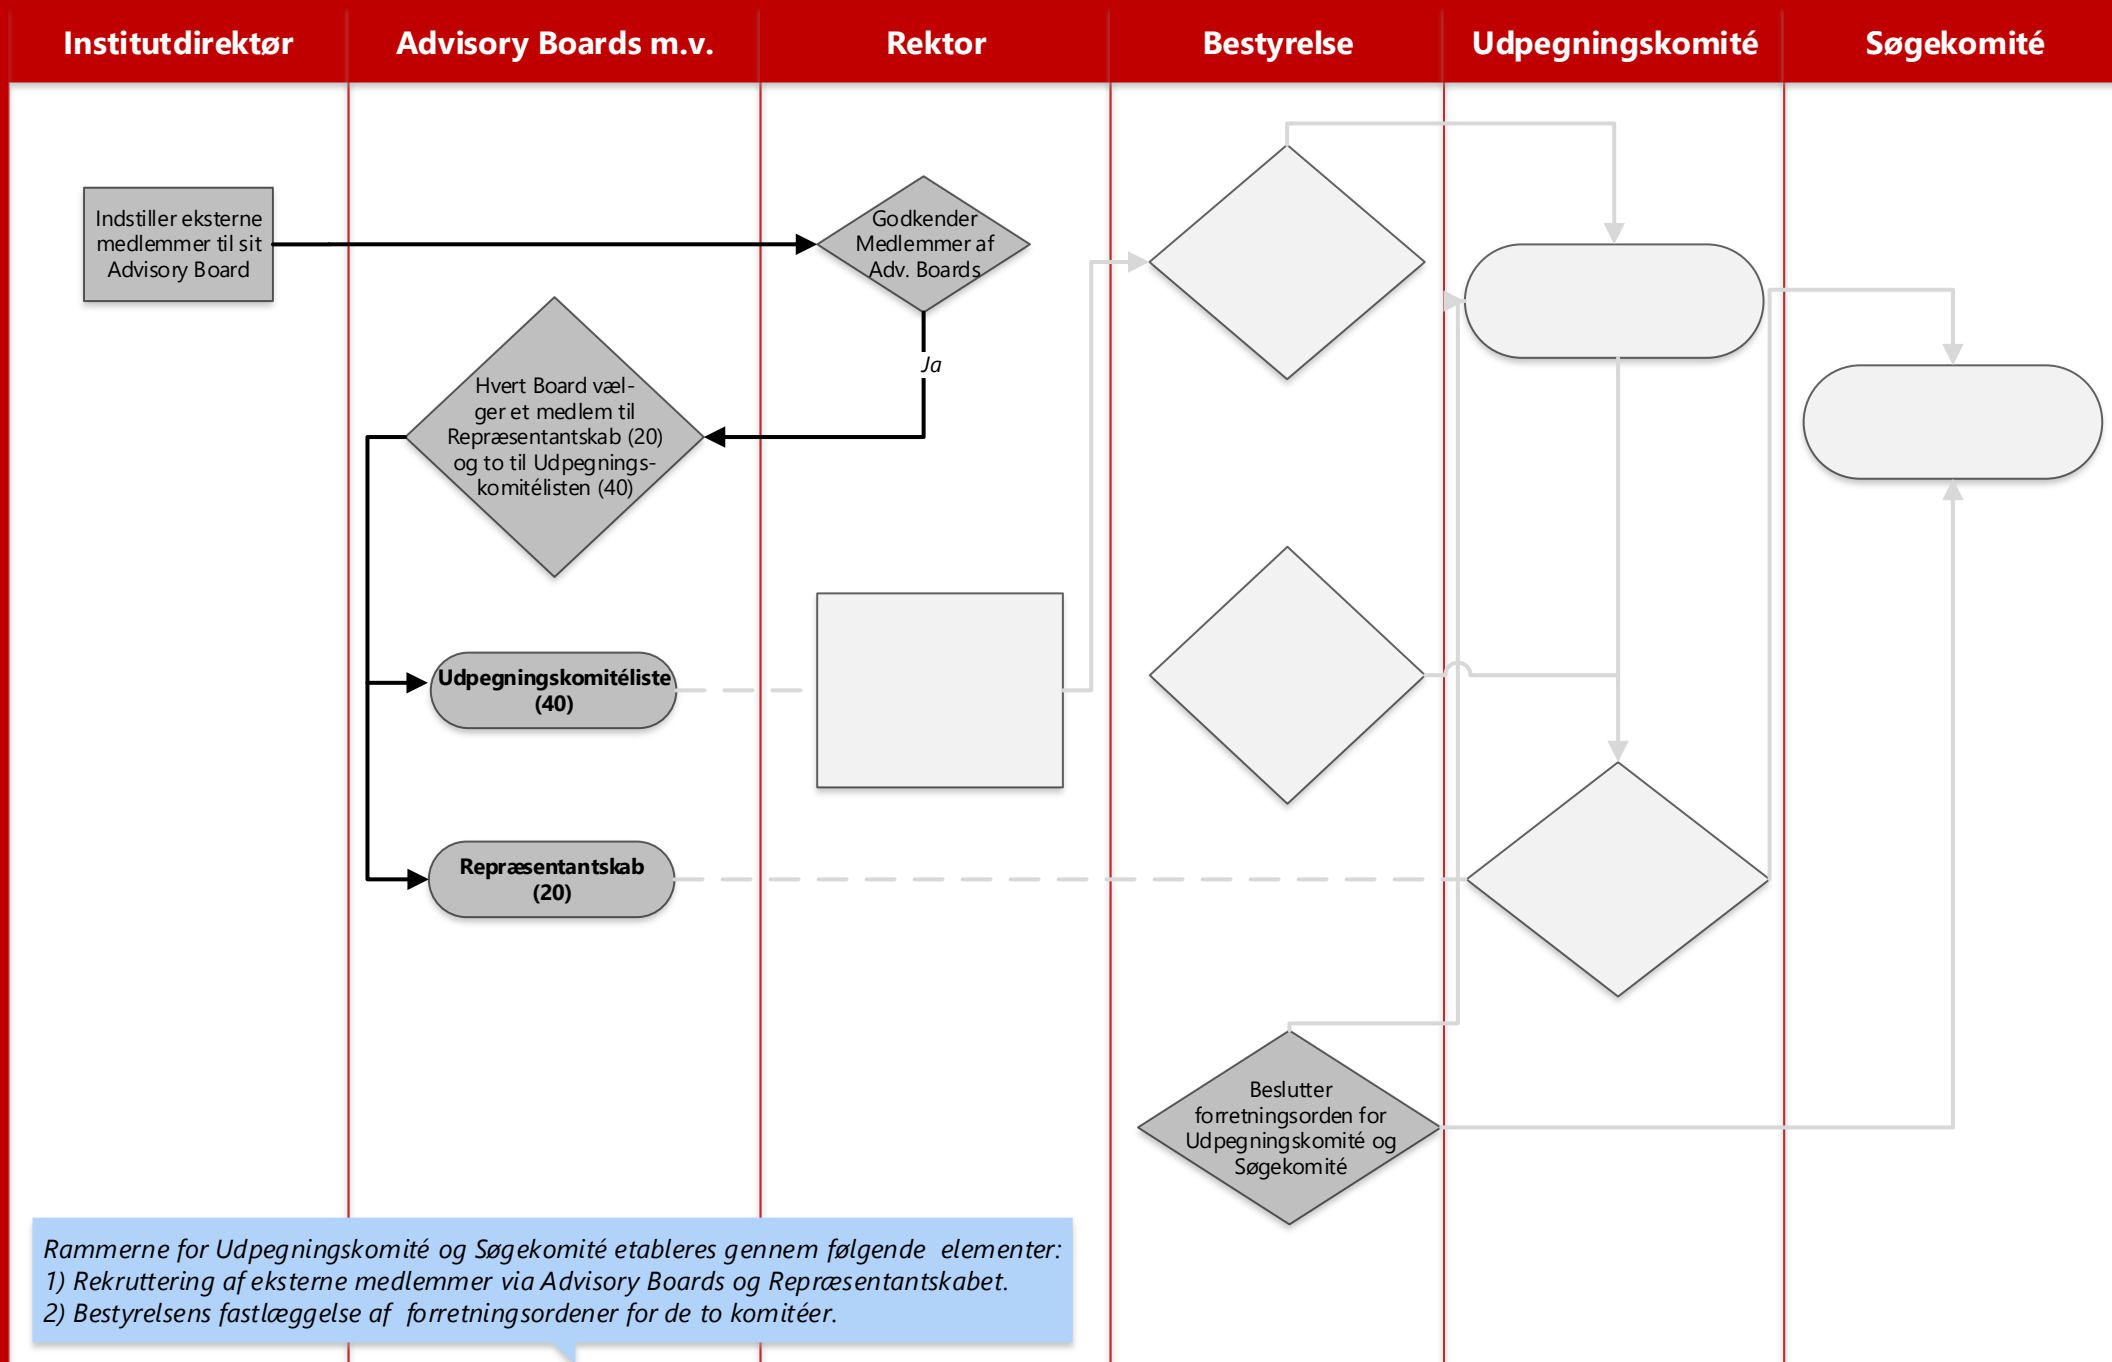 Institutdirektør
Advisory Boards m.v.
Rektor
Bestyrelse
Udpegningskomité
Søgekomité
Indstiller eksterne
medlemmer til sit
Advisory Board
Godkender
Medlemmer af
Adv. Boards
Ja
Hvert Board væl-
ger et medlem til
Repræsentantskab (20)
og to til Udpegnings-
komitélisten (40)
Udpegningskomitéliste
(40)
Repræsentantskab
(20)
Beslutter
forretningsorden for
Udpegningskomité og
Søgekomité
Rammerne for Udpegningskomité og Søgekomité etableres gennem følgende elementer:
1) Rekruttering af eksterne medlemmer via Advisory Boards og Repræsentantskabet.
2) Bestyrelsens fastlæggelse af forretningsordener for de to komitéer.